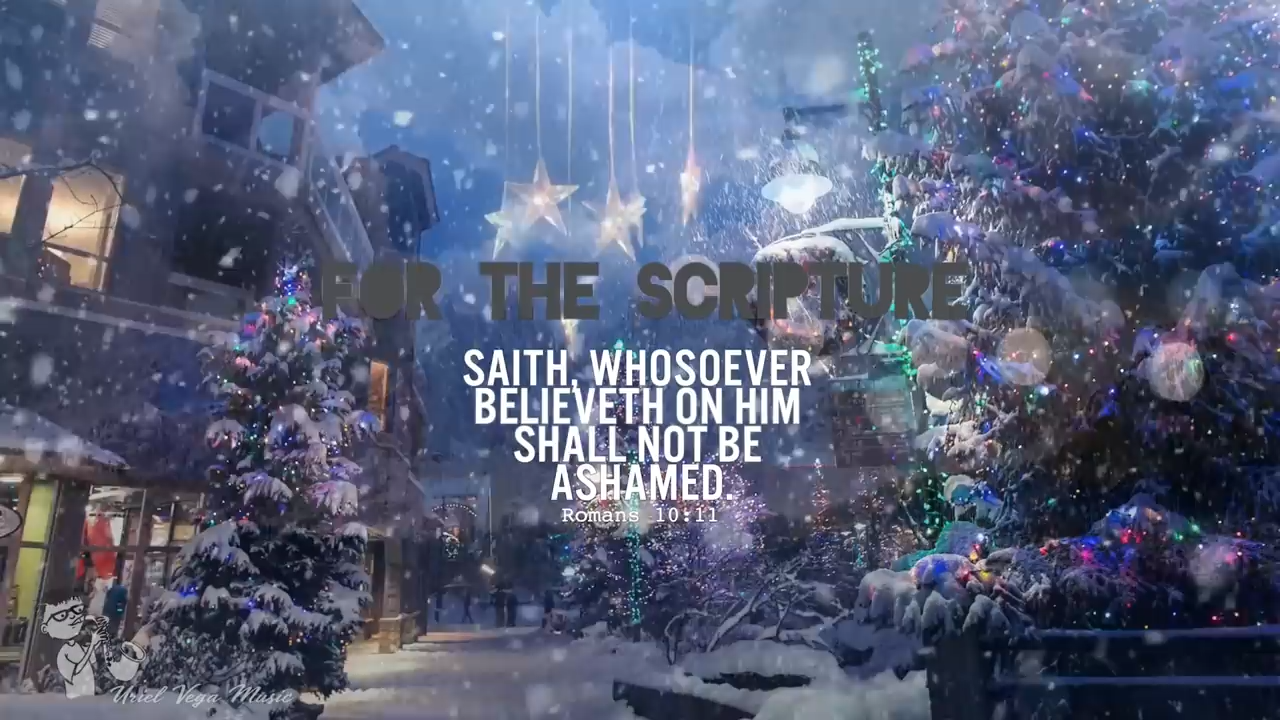 FOR THE SCRIPTURE
SAITH, WHOSOEVER
BELIEVETH ON HIM
SHALL NOT BE
ASHAMED.
Romans 10:11
Uriel Vega Music